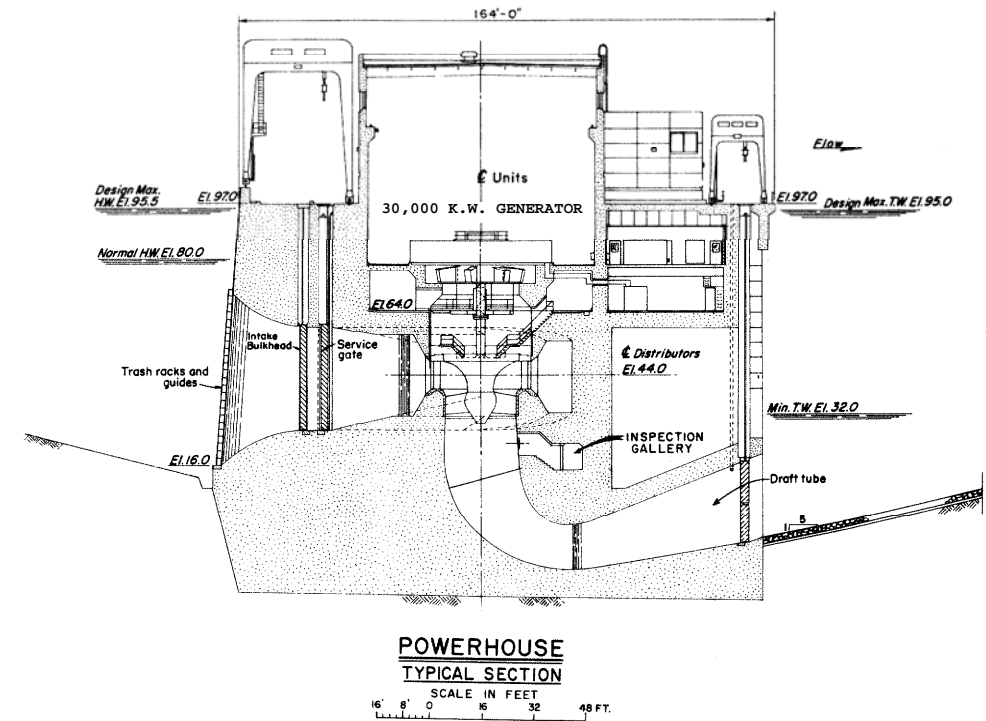 164'-0"
Flow
℄ Units
Design Max.
H.W. El. 95.5
El. 97.0
El. 97.0
Design Max. T.W. El. 95.0
30,000 K.W. GENERATOR
Normal H.W. El. 80.0
El. 64.0
Intake
Bulkhead
Service
gate
℄ Distributors
El. 44.0
Trash racks and
guides
Min. T.W. El. 32.0
INSPECTION
GALLERY
El. 16.0
Draft tube
1
5
POWERHOUSE
TYPICAL SECTION
SCALE IN FEET
16' 8' 0 16 32 48 FT.